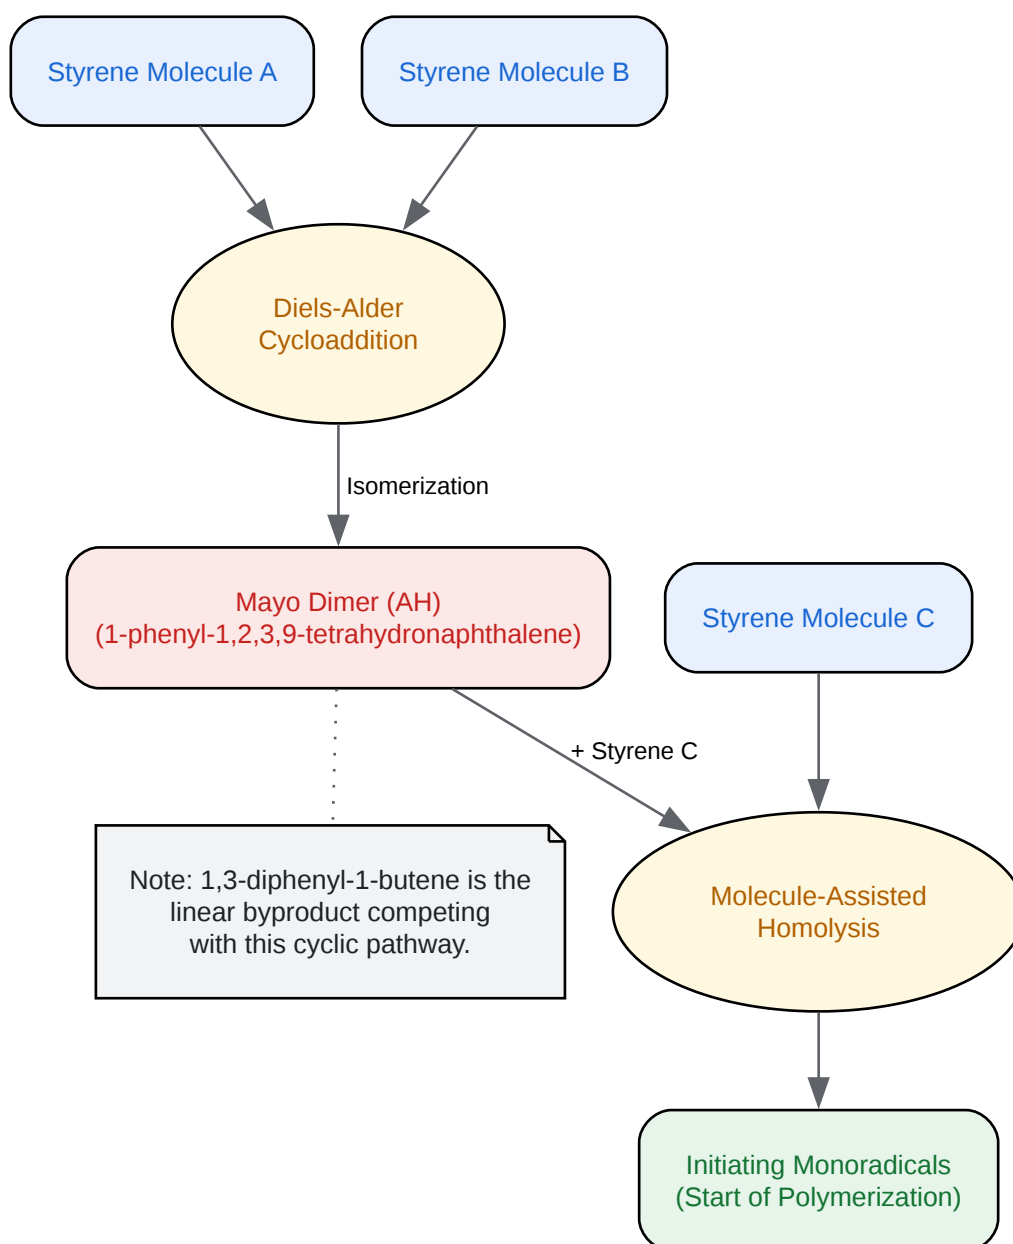 Styrene Molecule A
Styrene Molecule B
Diels-Alder
Cycloaddition
Isomerization
Mayo Dimer (AH)
(1-phenyl-1,2,3,9-tetrahydronaphthalene)
Styrene Molecule C
+ Styrene C
Note: 1,3-diphenyl-1-butene is the
linear byproduct competing
with this cyclic pathway.
Molecule-Assisted
Homolysis
Initiating Monoradicals
(Start of Polymerization)